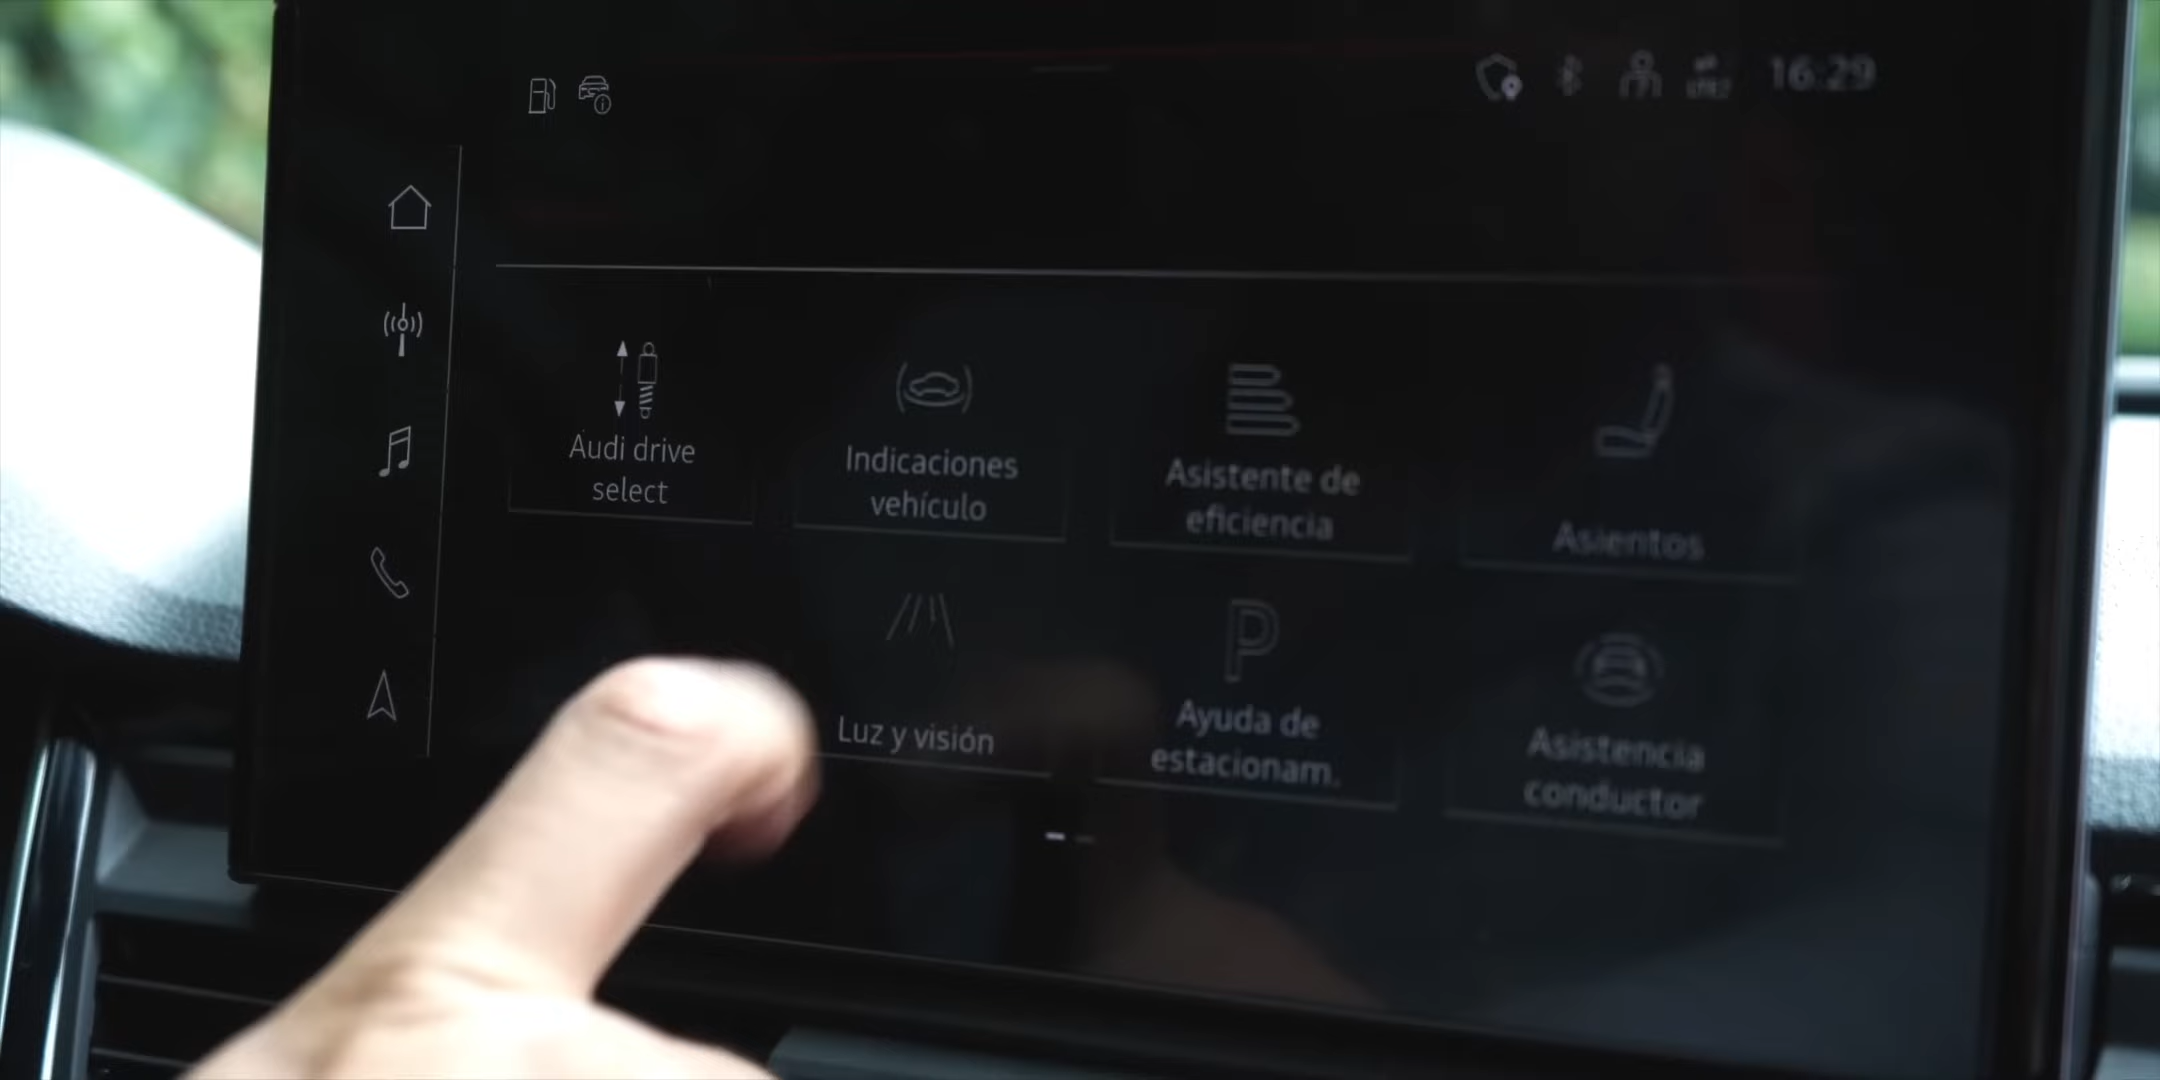 16:29
Audi drive
select
Indicaciones
vehículo
Asistente de
eficiencia
Asientos
Luz y visión
P
Ayuda de
estacionam.
Asistencia
conductor